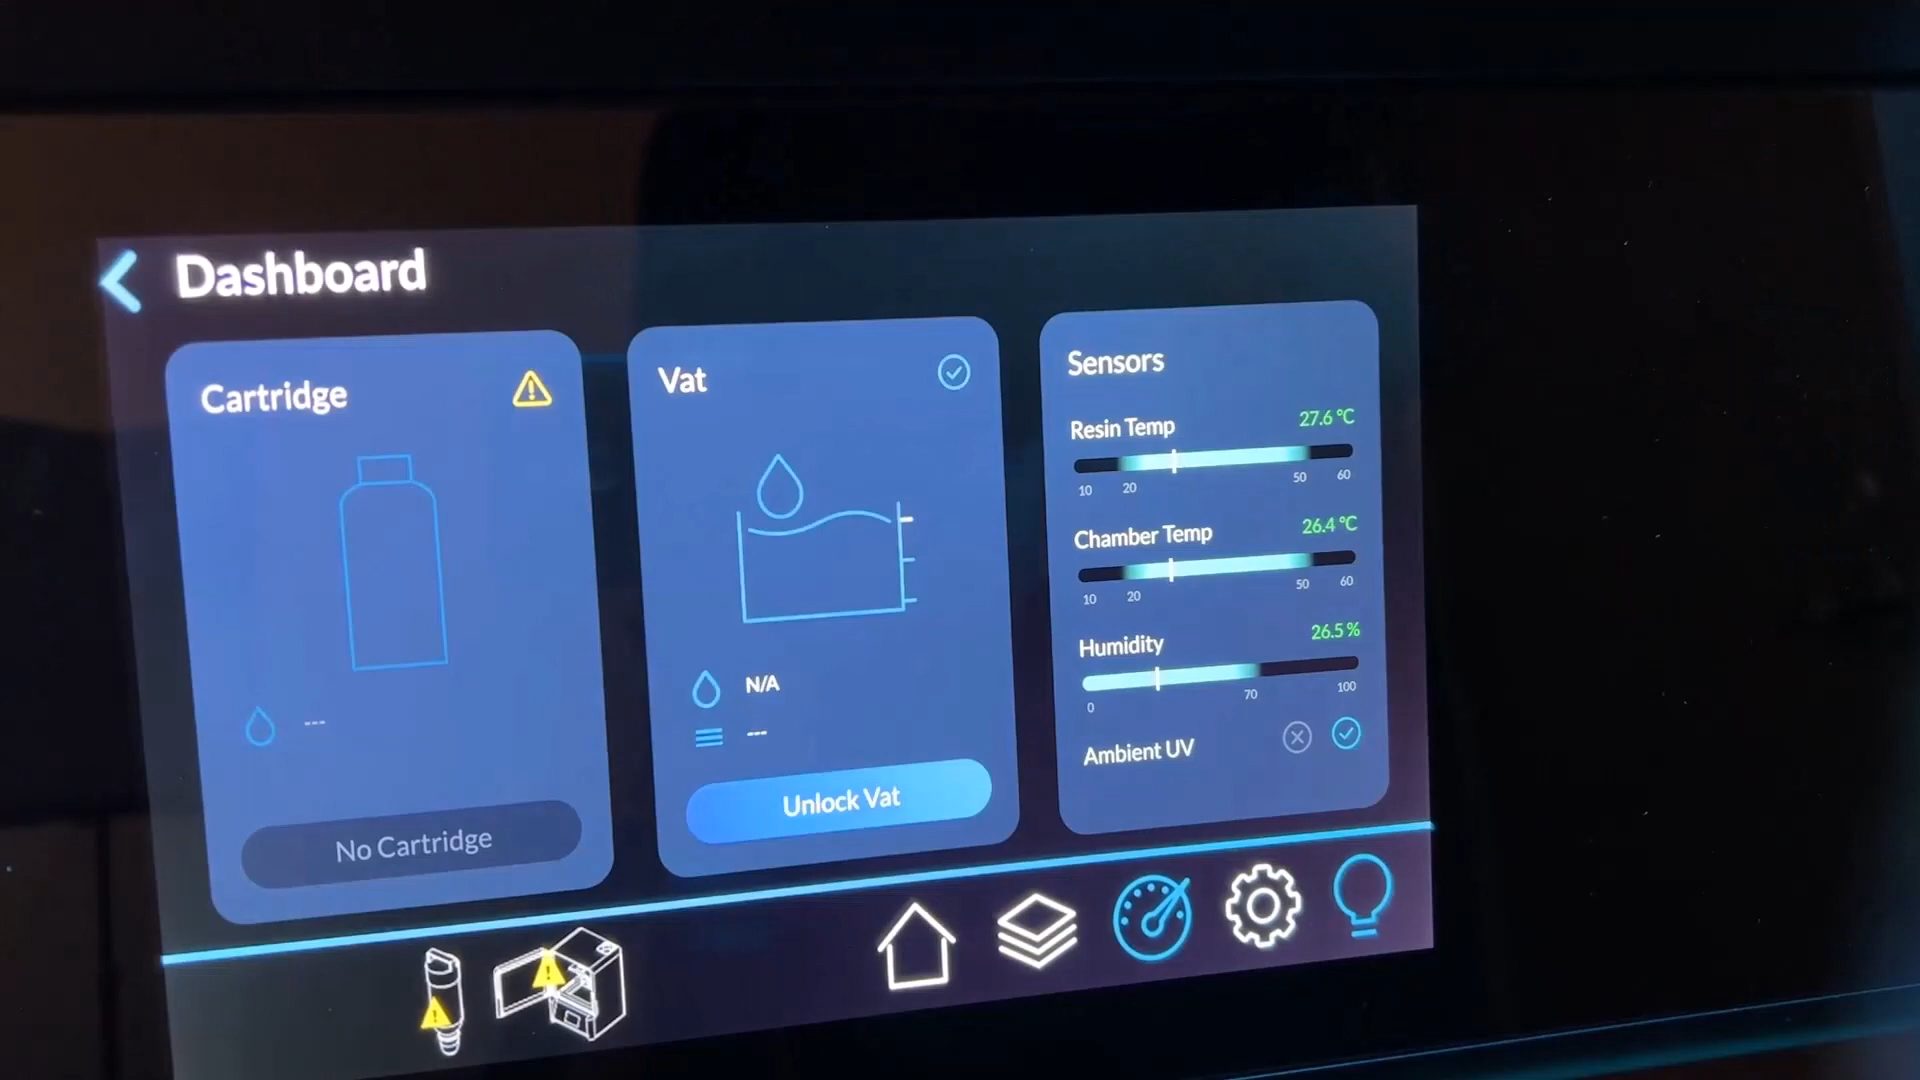 Dashboard
Cartridge
---
No Cartridge
Vat
N/A
---
Unlock Vat
Sensors
Resin Temp 27.6 °C
10 20 50 60
Chamber Temp 26.4 °C
10 20 50 60
Humidity 26.5 %
0 70 100
Ambient UV